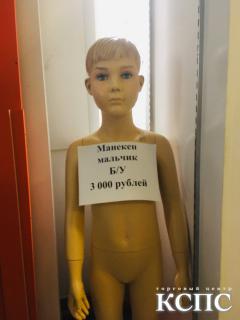 Манекен
мальчик
Б/У
3 000 рублей
торговый центр
КСПС